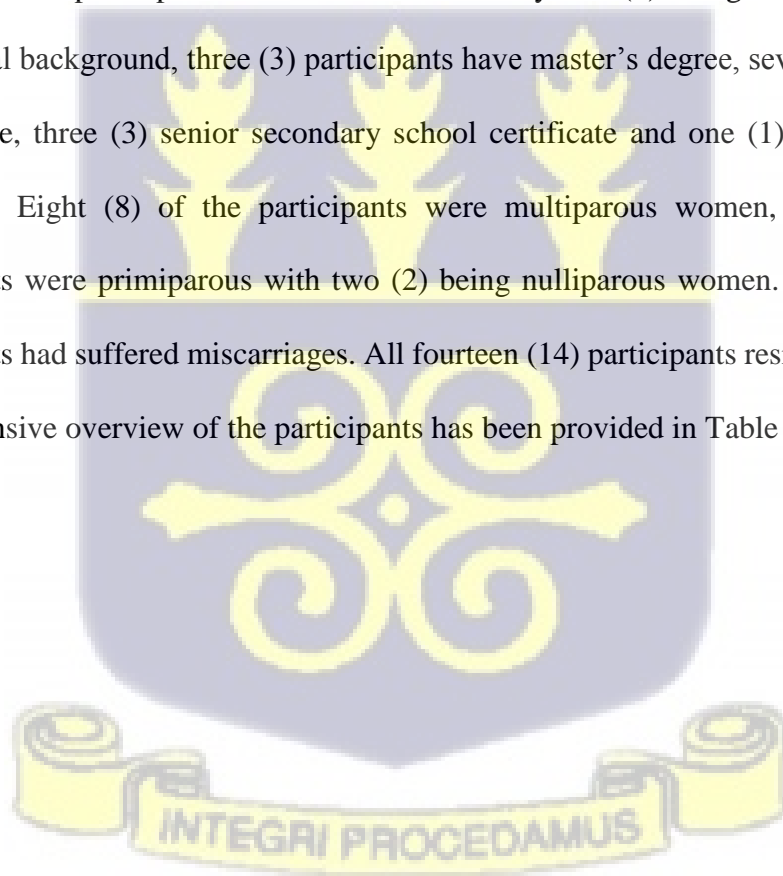 al background, three (3) participants have master’s degree, sev
e, three (3) senior secondary school certificate and one (1)
Eight (8) of the participants were multiparous women,
s were primiparous with two (2) being nulliparous women.
s had suffered miscarriages. All fourteen (14) participants resi
nsive overview of the participants has been provided in Table
INTEGRI PROCEDAMUS